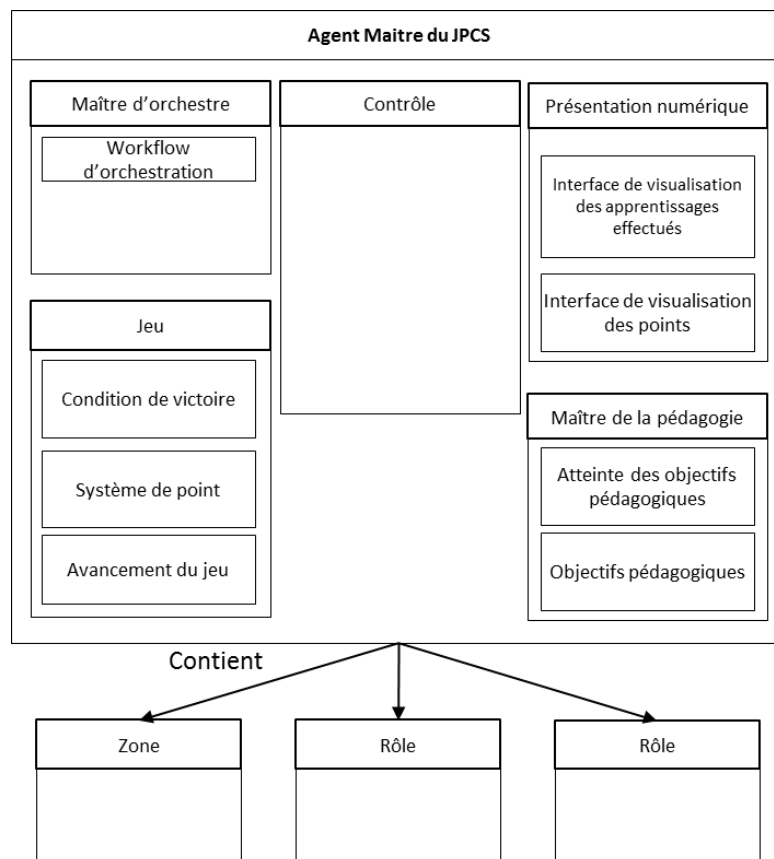 Agent Maitre du JPCS
Maître d'orchestre
Workflow
d'orchestration
Contrôle
Présentation numérique
Interface de visualisation
des apprentissages
effectués
Interface de visualisation
des points
Jeu
Condition de victoire
Système de point
Avancement du jeu
Maître de la pédagogie
Atteinte des objectifs
pédagogiques
Objectifs pédagogiques
Contient
Zone
Rôle
Rôle